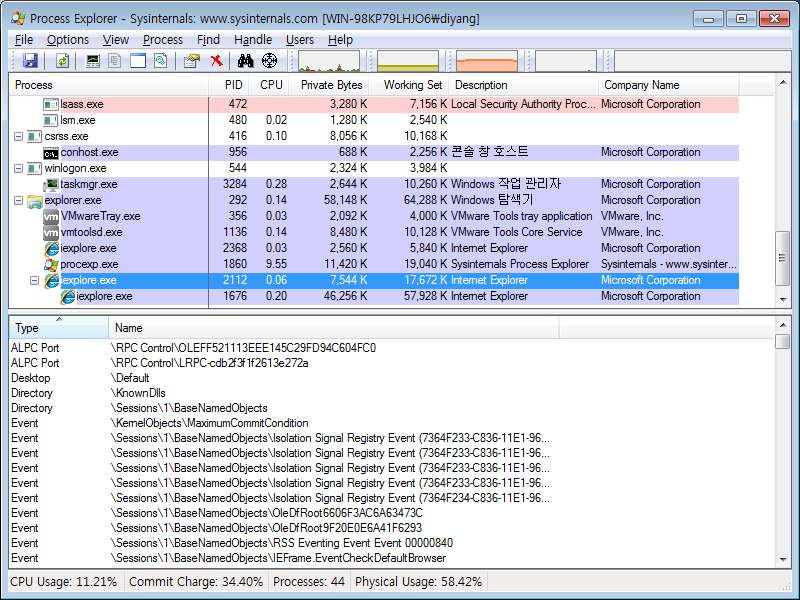 Process Explorer - Sysinternals: www.sysinternals.com [WIN-98KP79LHJO6₩diyang]
File Options View Process Find Handle Users Help
Process PID CPU Private Bytes Working Set Description Company Name
lsass.exe 472 3,280 K 7,156 K Local Security Authority Proc... Microsoft Corporation
lsm.exe 480 0.02 1,280 K 2,540 K
csrss.exe 416 0.10 8,056 K 10,168 K
conhost.exe 956 688 K 2,256 K 콘솔 창 호스트 Microsoft Corporation
winlogon.exe 544 2,324 K 3,984 K
taskmgr.exe 3284 0.28 2,644 K 10,260 K Windows 작업 관리자 Microsoft Corporation
explorer.exe 292 0.14 58,148 K 64,288 K Windows 탐색기 Microsoft Corporation
vm VMwareTray.exe 356 0.03 2,092 K 4,000 K VMware Tools tray application VMware, Inc.
vm vmtoolsd.exe 1136 0.14 8,480 K 10,128 K VMware Tools Core Service VMware, Inc.
iexplore.exe 2368 0.03 2,560 K 5,840 K Internet Explorer Microsoft Corporation
procexp.exe 1860 9.55 11,420 K 19,040 K Sysinternals Process Explorer Sysinternals - www.sysinter...
iexplore.exe 2112 0.06 7,544 K 17,672 K Internet Explorer Microsoft Corporation
iexplore.exe 1676 0.20 46,256 K 57,928 K Internet Explorer Microsoft Corporation
Type Name
ALPC Port \RPC Control\OLEFF521113EEE145C29FD94C604FC0
ALPC Port \RPC Control\LRPC-cdb2f3f1f2613e272a
Desktop \Default
Directory \KnownDlls
Directory \Sessions\1\BaseNamedObjects
Event \KernelObjects\MaximumCommitCondition
Event \Sessions\1\BaseNamedObjects\Isolation Signal Registry Event (7364F233-C836-11E1-96...
Event \Sessions\1\BaseNamedObjects\Isolation Signal Registry Event (7364F233-C836-11E1-96...
Event \Sessions\1\BaseNamedObjects\Isolation Signal Registry Event (7364F233-C836-11E1-96...
Event \Sessions\1\BaseNamedObjects\Isolation Signal Registry Event (7364F233-C836-11E1-96...
Event \Sessions\1\BaseNamedObjects\Isolation Signal Registry Event (7364F234-C836-11E1-96...
Event \Sessions\1\BaseNamedObjects\OleDfRoot6606F3AC6A63473C
Event \Sessions\1\BaseNamedObjects\OleDfRoot9F20E0E6A41F6293
Event \Sessions\1\BaseNamedObjects\RSS Eventing Event Event 00000840
Event \Sessions\1\BaseNamedObjects\IEFrame.EventCheckDefaultBrowser
CPU Usage: 11.21% Commit Charge: 34.40% Processes: 44 Physical Usage: 58.42%